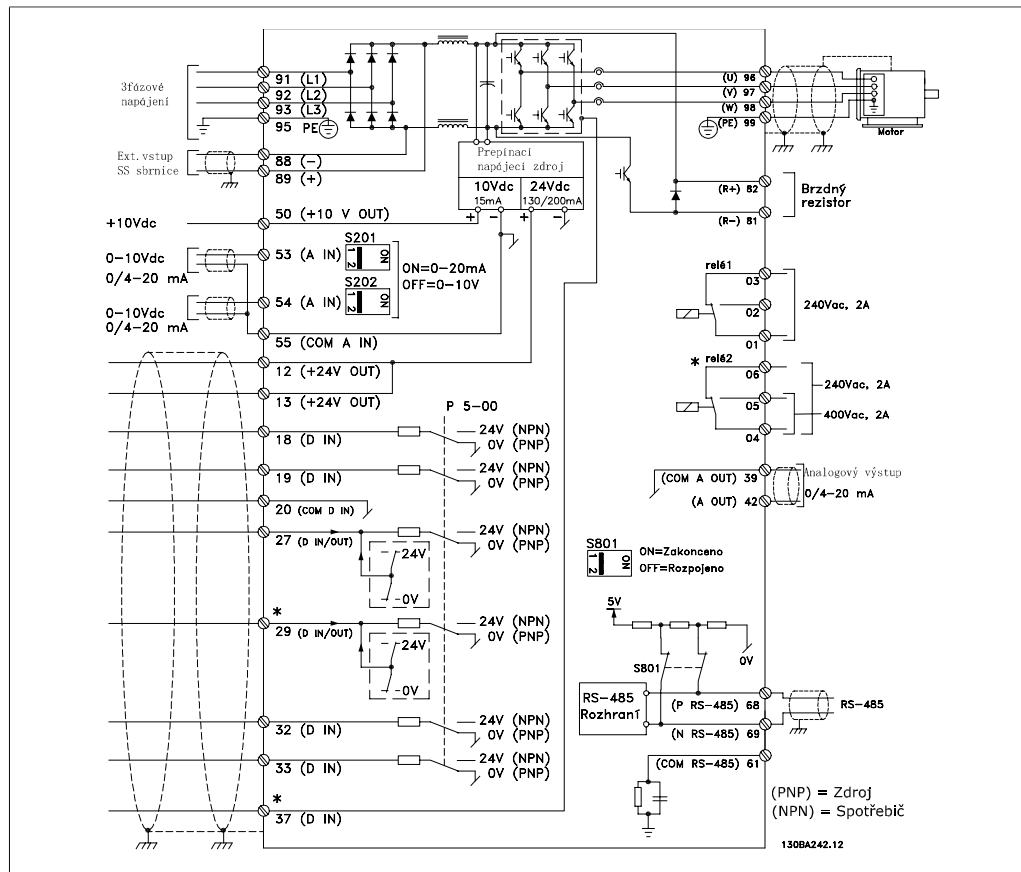 3fázové
napájení
91 (L1)
92 (L2)
93 (L3)
95 PE
Ext.vstup
SS sbrnice
88 (-)
89 (+)
Prepínací
napájecí zdroj
10Vdc
15mA
24Vdc
130/200mA
+ - + -
+10Vdc
50 (+10 V OUT)
0-10Vdc
0/4-20 mA
53 (A IN)
S201
1 2
ON
ON=0-20mA
OFF=0-10V
S202
1 2
ON
0-10Vdc
0/4-20 mA
54 (A IN)
55 (COM A IN)
12 (+24V OUT)
13 (+24V OUT)
P 5-00
18 (D IN)
24V (NPN)
0V (PNP)
19 (D IN)
24V (NPN)
0V (PNP)
20 (COM D IN)
27 (D IN/OUT)
24V (NPN)
0V (PNP)
24V
0V
*
29 (D IN/OUT)
24V (NPN)
0V (PNP)
24V
0V
32 (D IN)
24V (NPN)
0V (PNP)
33 (D IN)
24V (NPN)
0V (PNP)
*
37 (D IN)
(U) 96
(V) 97
(W) 98
(PE) 99
Motor
(R+) 82
(R-) 81
Brzdný
rezistor
relé1
03
02
01
240Vac, 2A
* relé2
06
05
04
240Vac, 2A
400Vac, 2A
(COM A OUT) 39
(A OUT) 42
Analogový výstup
0/4-20 mA
S801
1 2
ON
ON=Zakonceno
OFF=Rozpojeno
5V
0V
S801
RS-485
Rozhraní
(P RS-485) 68
(N RS-485) 69
(COM RS-485) 61
RS-485
(PNP) = Zdroj
(NPN) = Spotřebič
130BA242.12